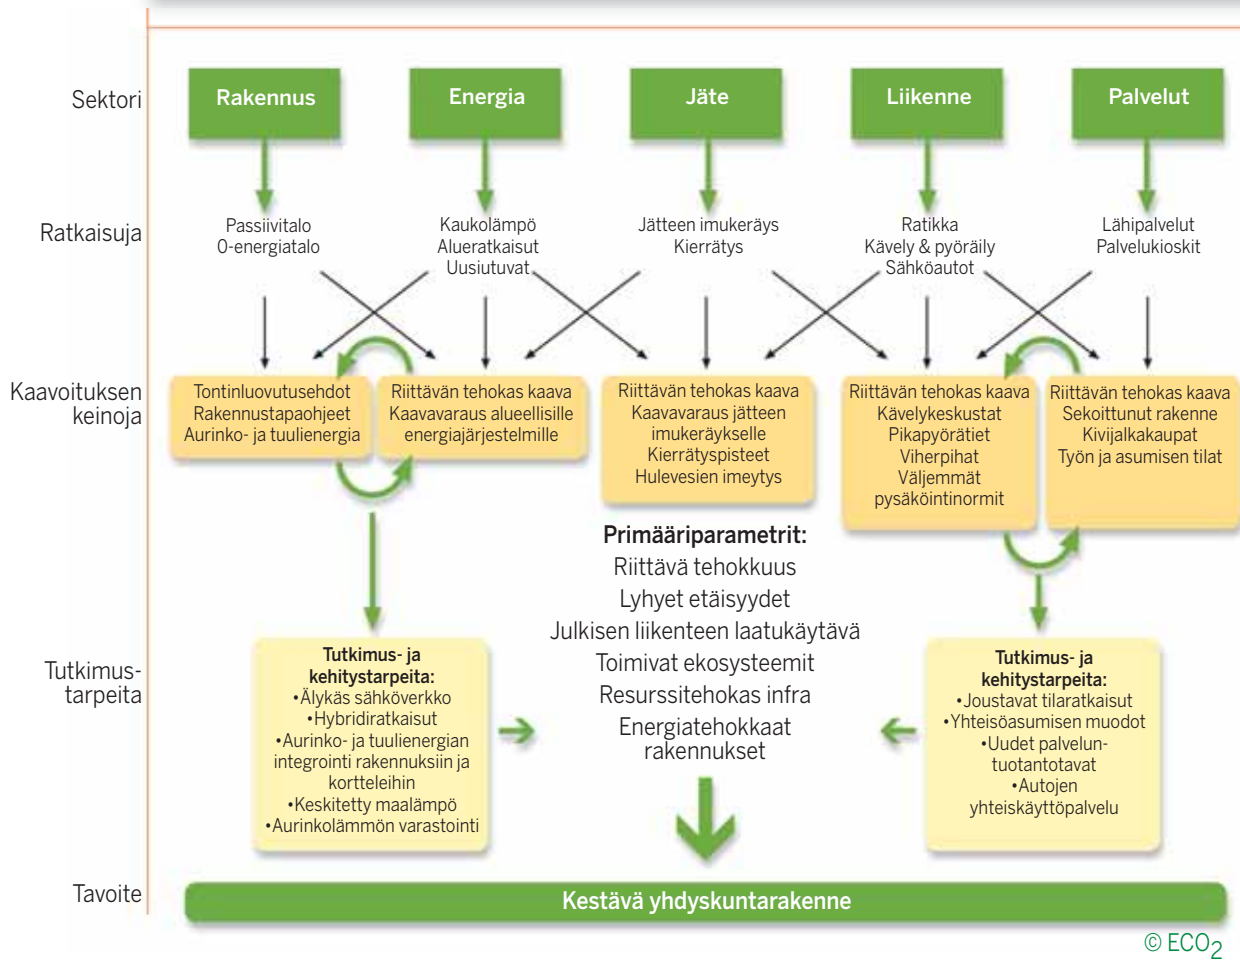 Sektori
Rakennus
Energia
Jäte
Liikenne
Palvelut
Ratkaisuja
Passiivitalo
0-energiatalo
Kaukolämpö
Alueratkaisut
Uusiutuvat
Jätteen imukeräys
Kierrätys
Ratikka
Kävely & pyöräily
Sähköautot
Lähipalvelut
Palvelukioskit
Kaavoituksen
keinoja
Tontinluovutusehdot
Rakennustapaohjeet
Aurinko- ja tuulienergia
Riittävän tehokas kaava
Kaavavaraus alueellisille
energiajärjestelmille
Riittävän tehokas kaava
Kaavavaraus jätteen
imukeräykselle
Kierrätyspisteet
Hulevesien imeytys
Riittävän tehokas kaava
Kävelykeskustat
Pikapyörätiet
Viherpihat
Väljemmät
pysäköintinormit
Riittävän tehokas kaava
Sekoittunut rakenne
Kivijalkakaupat
Työn ja asumisen tilat
Primääriparametrit:
Riittävä tehokkuus
Lyhyet etäisyydet
Julkisen liikenteen laatukäytävä
Toimivat ekosysteemit
Resurssitehokas infra
Energiatehokkaat
rakennukset
Tutkimus-
tarpeita
Tutkimus- ja
kehitystarpeita:
•Älykäs sähköverkko
•Hybridiratkaisut
•Aurinko- ja tuulienergian
integrointi rakennuksiin ja
kortteleihin
•Keskitetty maalämpö
•Aurinkolämmön varastointi
Tutkimus- ja
kehitystarpeita:
•Joustavat tilaratkaisut
•Yhteisöasumisen muodot
•Uudet palvelun-
tuotantotavat
•Autojen
yhteiskäyttöpalvelu
Tavoite
Kestävä yhdyskuntarakenne
© ECO2